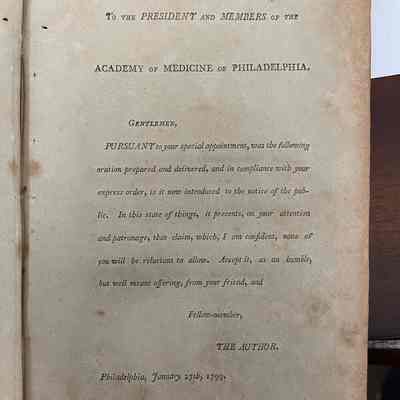 To the PRESIDENT and MEMBERS of the
ACADEMY of MEDICINE of PHILADELPHIA.
Gentlemen,
PURSUANT to your special appointment, was the following
oration prepared and delivered, and in compliance with your
express order, is it now introduced to the notice of the pub-
lic. In this state of things, it presents, on your attention
and patronage, that claim, which, I am confident, none of
you will be reluctant to allow. Accept it, as an humble,
but well meant offering, from your friend, and
Fellow-member,
THE AUTHOR.
Philadelphia, January 25th, 1799.